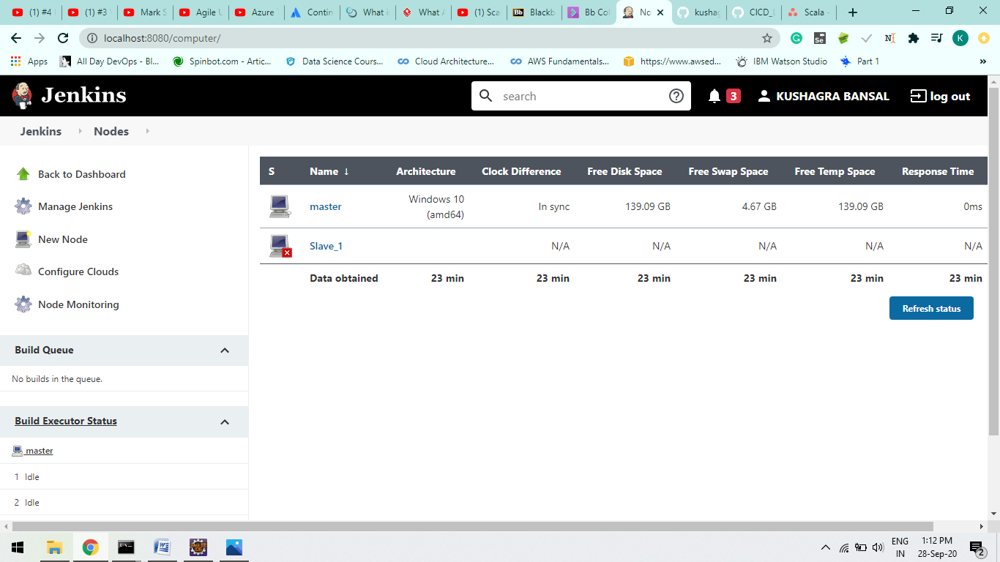 (1) #4
(1) #3
Mark S
Agile U
Azure
Contin
What is
What A
(1) Sca
Blackb
Bb Col
No
kushag
CICD_
Scala -
localhost:8080/computer/
Se
N
K
Apps
All Day DevOps - Bl...
Spinbot.com - Artic...
Data Science Cours...
Cloud Architecture...
AWS Fundamentals...
https://www.awsed...
IBM Watson Studio
Part 1
»
Jenkins
search
3
KUSHAGRA BANSAL
log out
Jenkins
Nodes
Back to Dashboard
Manage Jenkins
New Node
Configure Clouds
Node Monitoring
Build Queue
No builds in the queue.
Build Executor Status
master
1 Idle
2 Idle
S Name ↓ Architecture Clock Difference Free Disk Space Free Swap Space Free Temp Space Response Time
master Windows 10 (amd64) In sync 139.09 GB 4.67 GB 139.09 GB 0ms
Slave_1 N/A N/A N/A N/A N/A
Data obtained 23 min 23 min 23 min 23 min 23 min 23 min
Refresh status
ENG
IN
1:12 PM
28-Sep-20
2